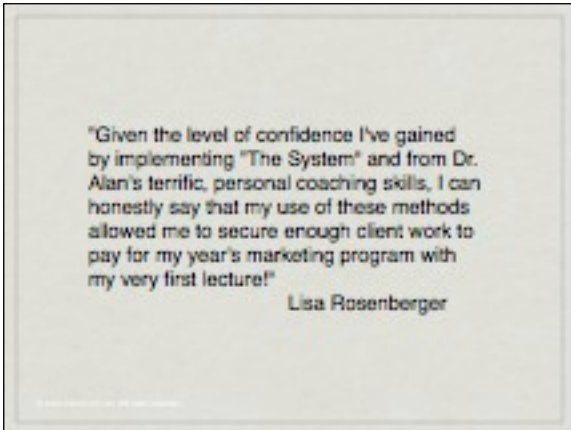 "Given the level of confidence I've gained
by implementing "The System" and from Dr.
Alan's terrific, personal coaching skills, I can
honestly say that my use of these methods
allowed me to secure enough client work to
pay for my year's marketing program with
my very first lecture!"
Lisa Rosenberger